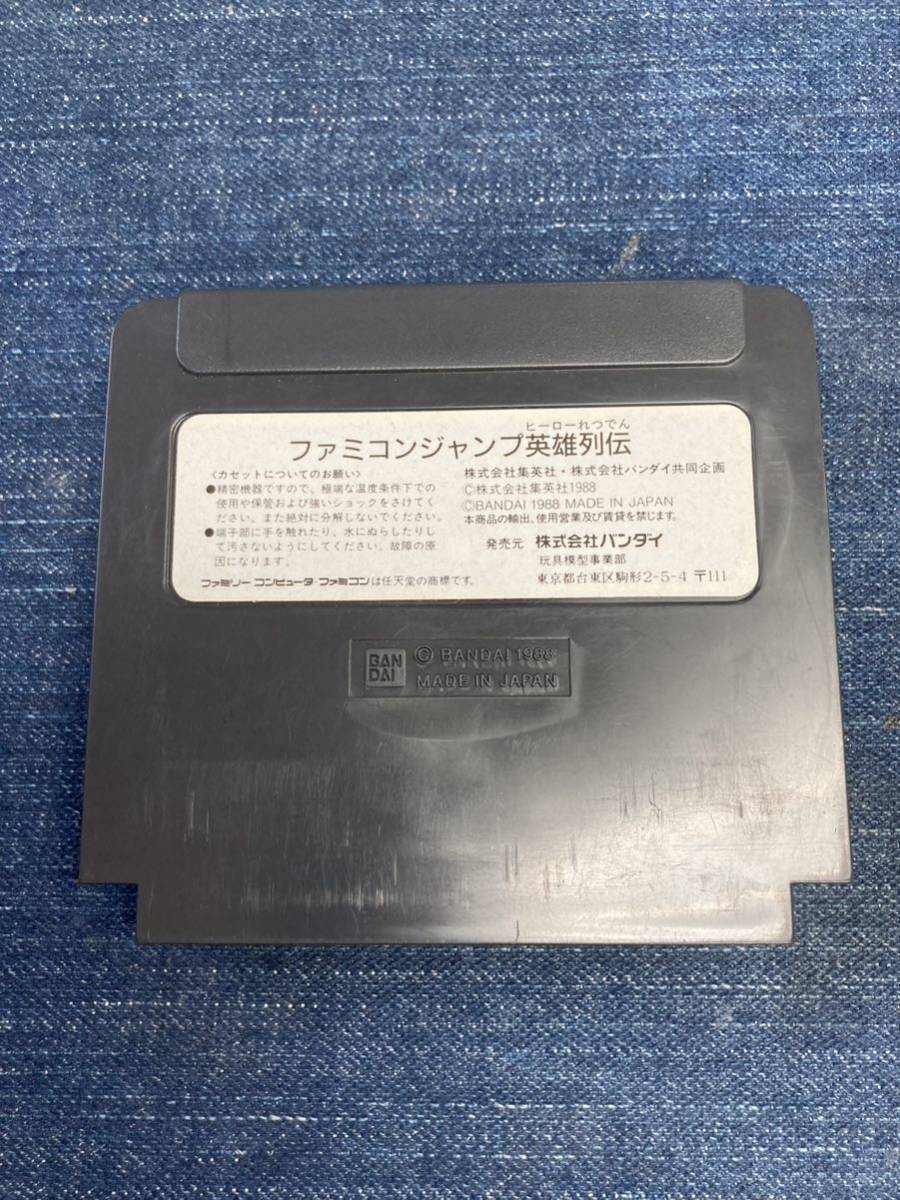 ヒーローれつでん
ファミコンジャンプ英雄列伝
〈カセットについてのお願い〉
●精密機器ですので、極端な温度条件下での
使用や保管および強いショックをさけてく
ださい。また絶対に分解しないでください。
●端子部に手を触れたり、水にぬらしたりし
て汚さないようにしてください。故障の原
因になります。
ファミリー コンピュータ・ファミコンは任天堂の商標です。
株式会社集英社・株式会社バンダイ共同企画
©株式会社集英社1988
©BANDAI 1988 MADE IN JAPAN
本商品の輸出、使用営業及び賃貸を禁じます。
発売元 株式会社バンダイ
玩具模型事業部
東京都台東区駒形2-5-4 〒111
BAN
DAI
© BANDAI 1988
MADE IN JAPAN